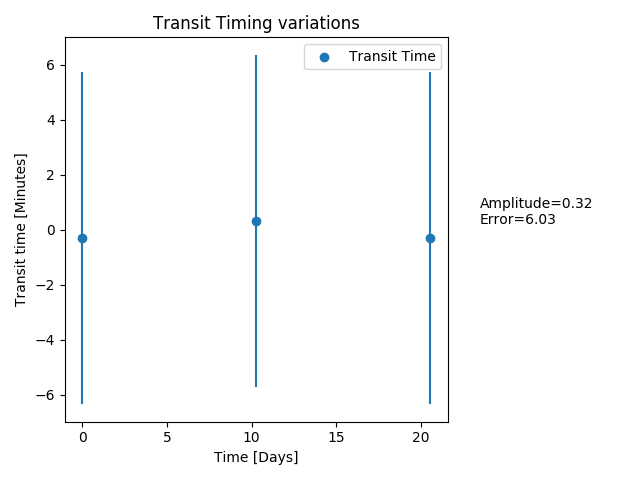 Transit Timing variations
Transit Time
6
4
2
0
−2
−4
−6
Transit time [Minutes]
Amplitude=0.32
Error=6.03
0
5
10
15
20
Time [Days]